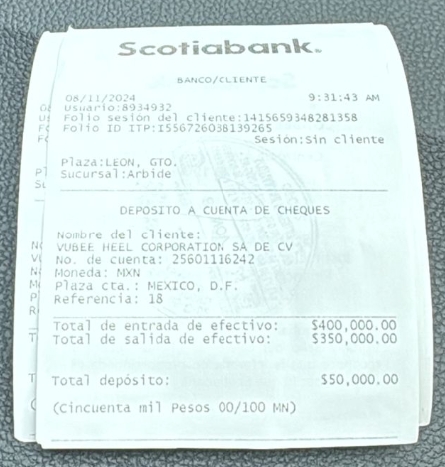 Scotiabank.
BANCO/CLIENTE
08/11/2024 9:31:43 AM
Usuario:8934932
Folio sesión del cliente:1415659348281358
Folio ID ITP:I556726038139265
Sesión:Sin cliente
Plaza:LEON, GTO.
Sucursal:Arbide
DEPOSITO A CUENTA DE CHEQUES
Nombre del cliente:
VUBEE HEEL CORPORATION SA DE CV
No. de cuenta: 25601116242
Moneda: MXN
Plaza cta.: MEXICO, D.F.
Referencia: 18
Total de entrada de efectivo: $400,000.00
Total de salida de efectivo: $350,000.00
Total depósito: $50,000.00
(Cincuenta mil Pesos 00/100 MN)